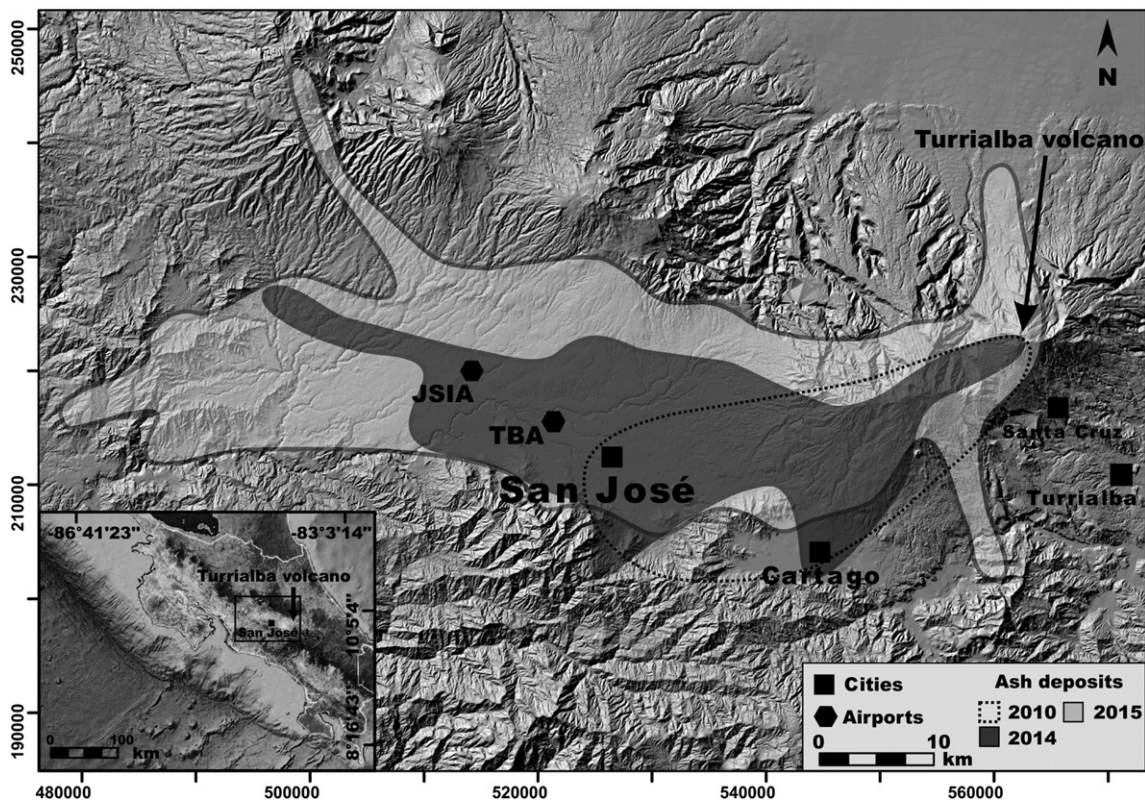 250000
230000
210000
190000
N
Turrialba volcano
JSIA
TBA
San José
Santa Cruz
Turrialba
Cartago
-86°41'23"
-83°3'14"
Turrialba volcano
San José
10°5'54"
8°16'43"
0 100
km
Cities
Airports
0 10
km
Ash deposits
2010 2015
2014
480000 500000 520000 540000 560000